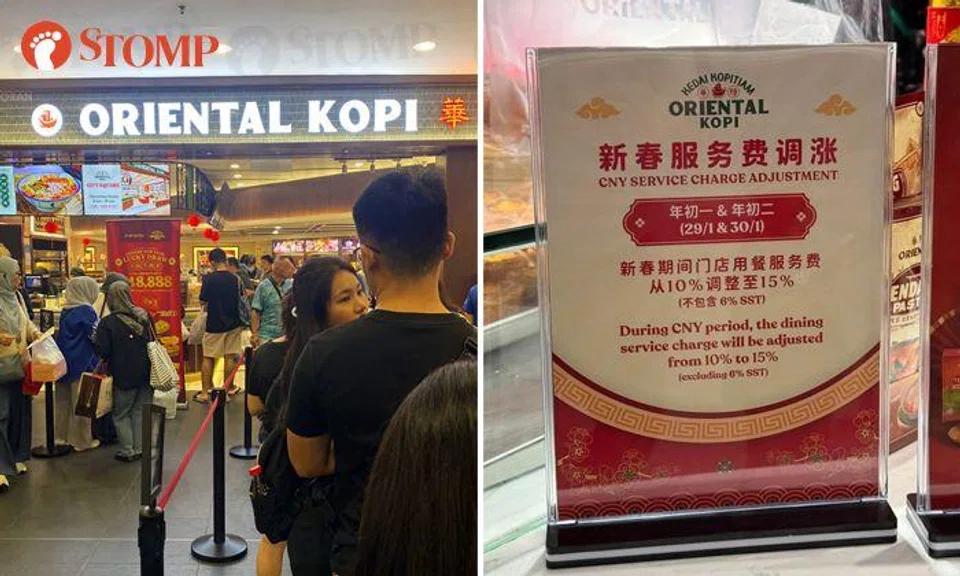 STOMP
ORIENTAL KOPI 華
LUCKY DRAW
18,888
KEDAI KOPITIAM
ORIENTAL
KOPI
新春服务费调涨
CNY SERVICE CHARGE ADJUSTMENT
年初一 & 年初二
(29/1 & 30/1)
新春期间门店用餐服务费
从10%调整至15%
(不包含 6% SST)
During CNY period, the dining
service charge will be adjusted
from 10% to 15%
(excluding 6% SST)